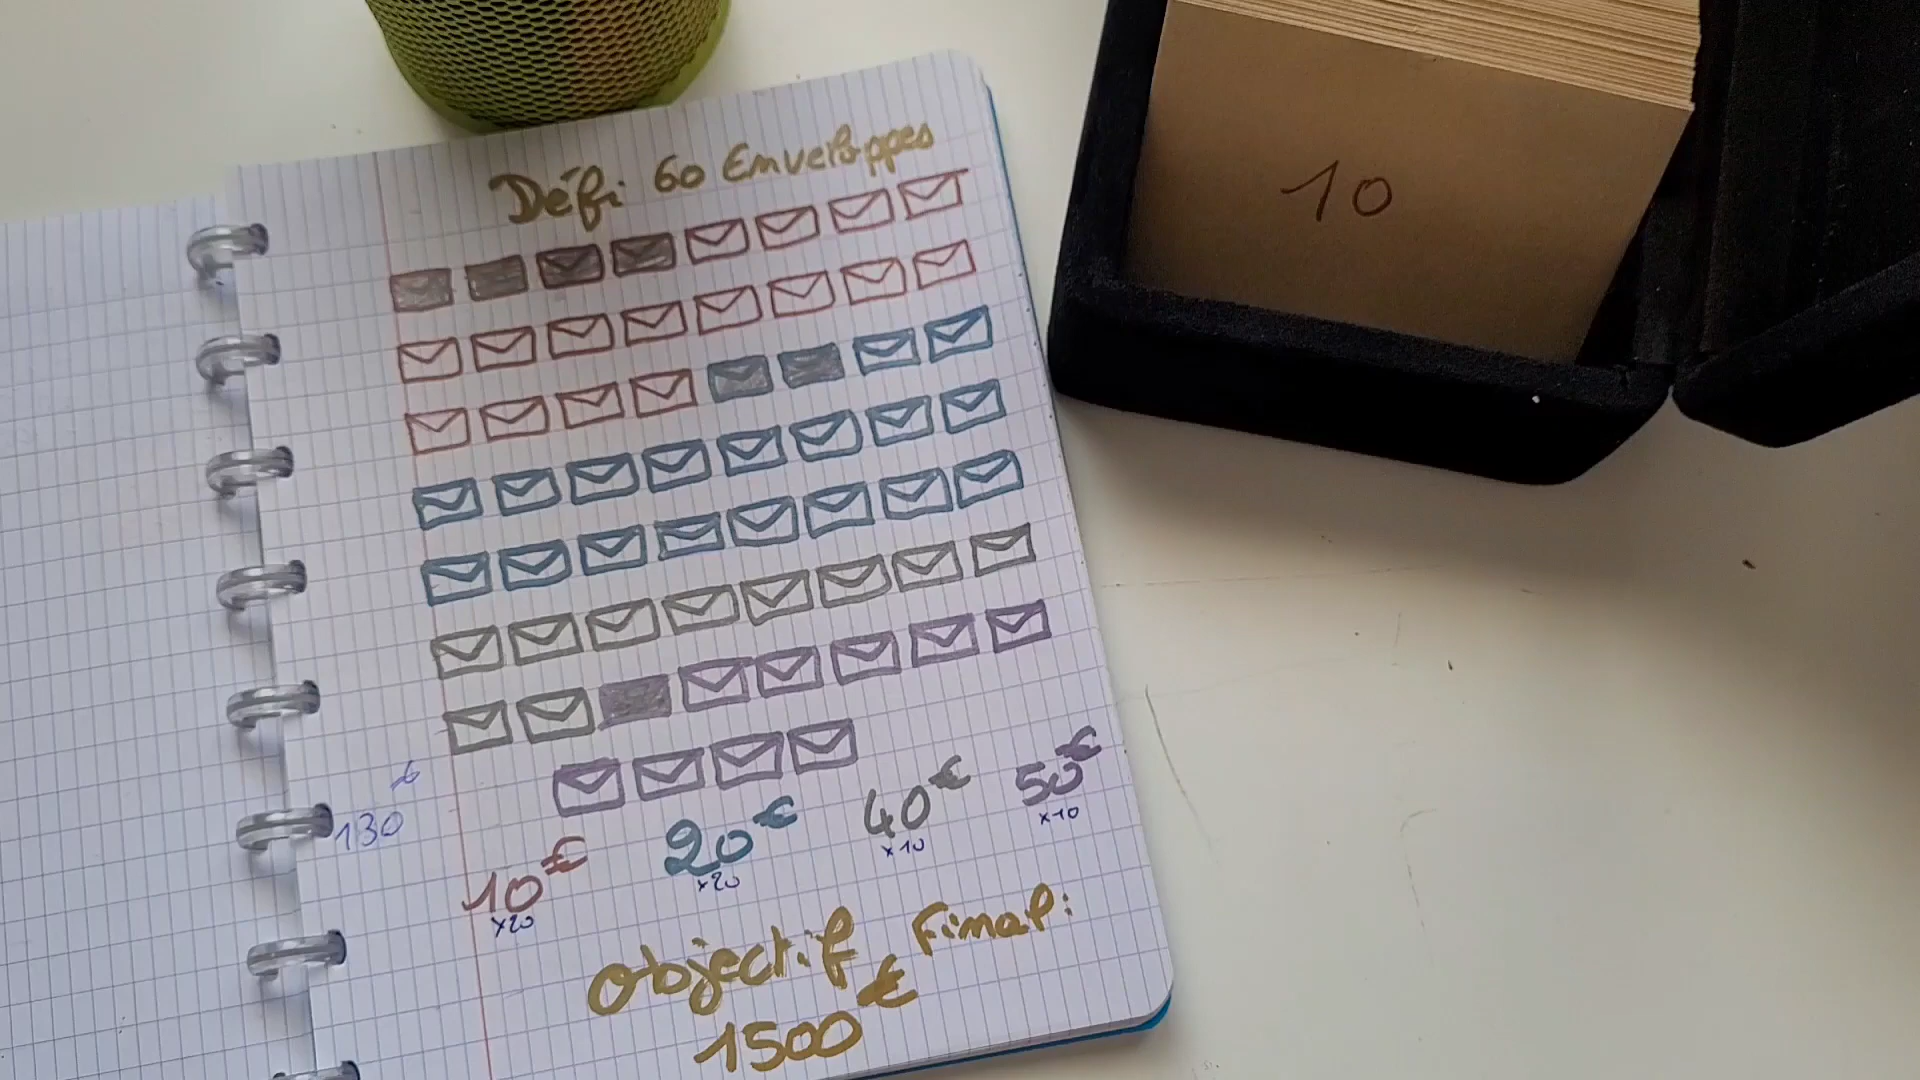 Défi 60 Enveloppes
10
130 €
10€ 20€ 40€ 50€
x20 x20 x10 x10
Objectif Final:
1500€